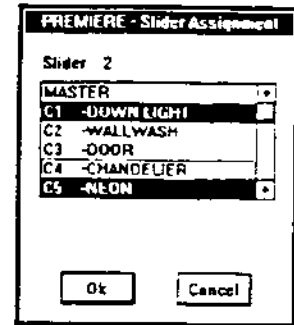 PREMIERE - Slider Assignment
Slider 2
MASTER
C1 -DOWN LIGHT
C2 -WALLWASH
C3 -DOOR
C4 -CHANDELIER
C5 -NEON
Ok
Cancel